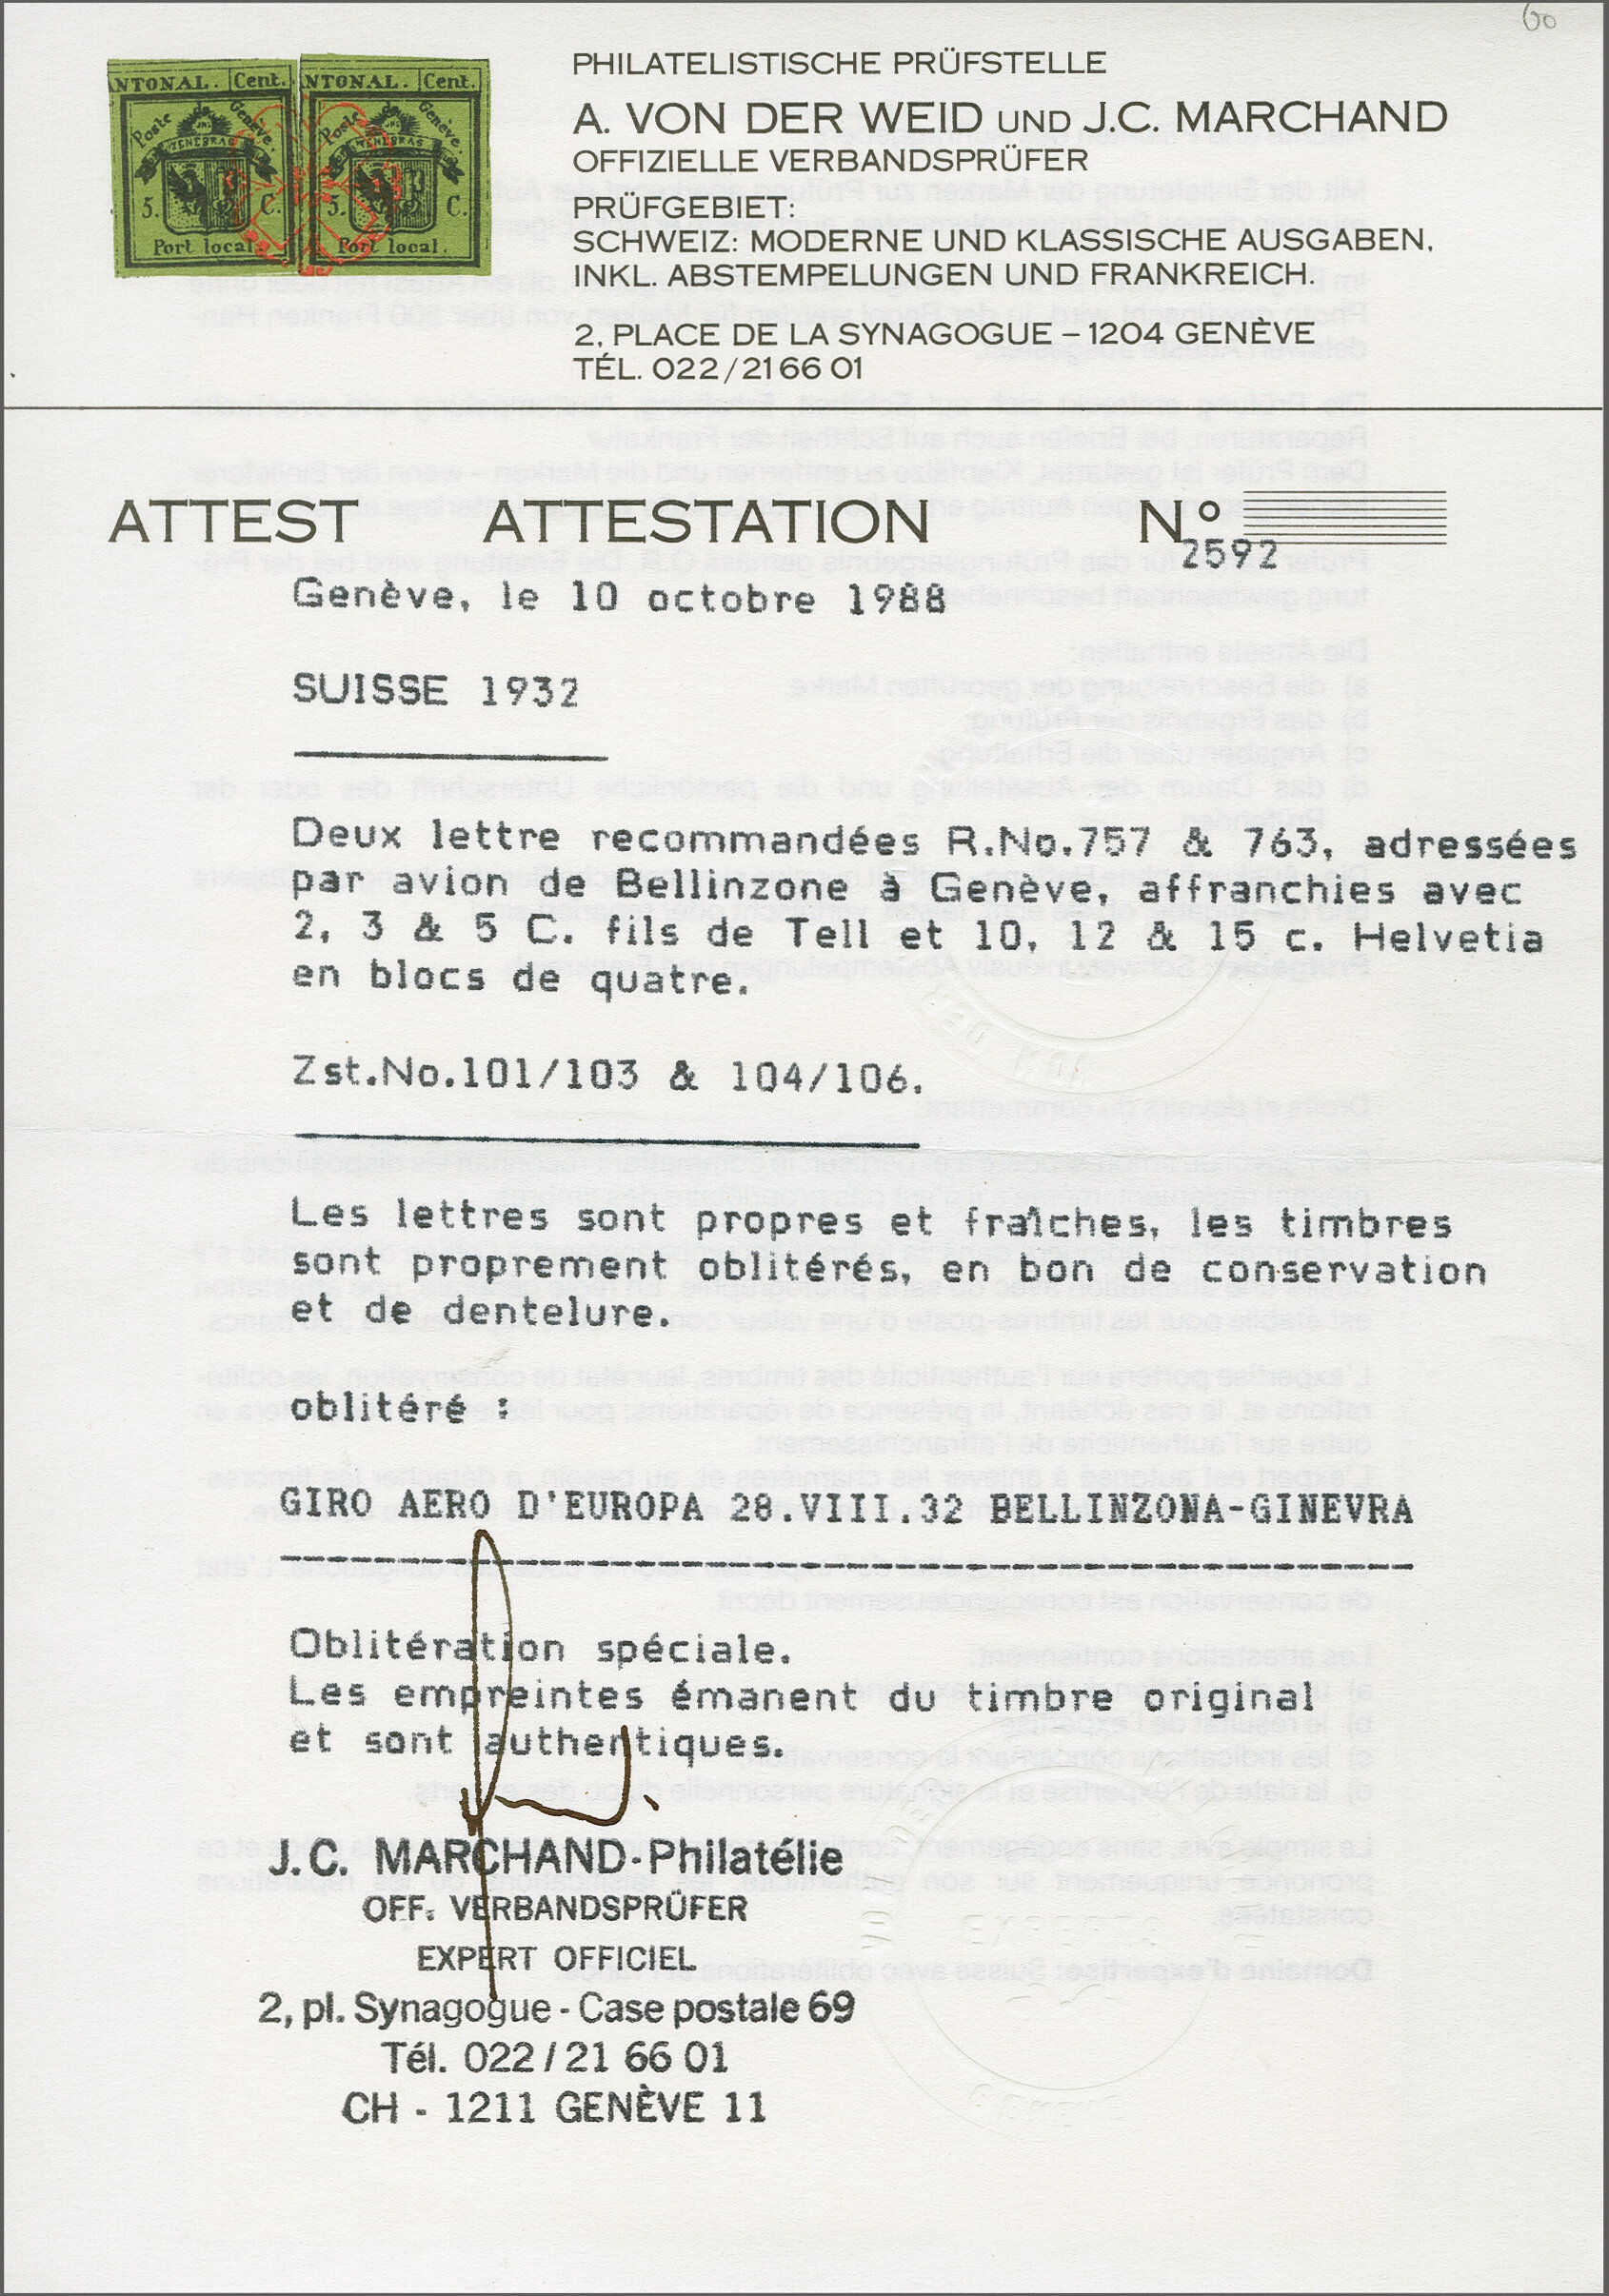 60
NTONAL. Cent. NTONAL. Cent.
Poste de Genève. Poste de Genève.
TENEBRAS TENEBRAS
5. C. 5. C.
Port local. Port local.
PHILATELISTISCHE PRÜFSTELLE
A. VON DER WEID UND J.C. MARCHAND
OFFIZIELLE VERBANDSPRÜFER
PRÜFGEBIET:
SCHWEIZ: MODERNE UND KLASSISCHE AUSGABEN,
INKL. ABSTEMPELUNGEN UND FRANKREICH.
2, PLACE DE LA SYNAGOGUE – 1204 GENÈVE
TÉL. 022/21 66 01
ATTEST ATTESTATION N° 2592
Genève, le 10 octobre 1988
SUISSE 1932
Deux lettre recommandées R.No.757 & 763, adressées
par avion de Bellinzone à Genève, affranchies avec
2, 3 & 5 C. fils de Tell et 10, 12 & 15 c. Helvetia
en blocs de quatre.
Zst.No.101/103 & 104/106.
Les lettres sont propres et fraîches, les timbres
sont proprement oblitérés, en bon de conservation
et de dentelure.
oblitéré :
GIRO AERO D'EUROPA 28.VIII.32 BELLINZONA-GINEVRA
Oblitération spéciale.
Les empreintes émanent du timbre original
et sont authentiques.
J.C. MARCHAND-Philatélie
OFF. VERBANDSPRÜFER
EXPERT OFFICIEL
2, pl. Synagogue - Case postale 69
Tél. 022 / 21 66 01
CH - 1211 GENÈVE 11